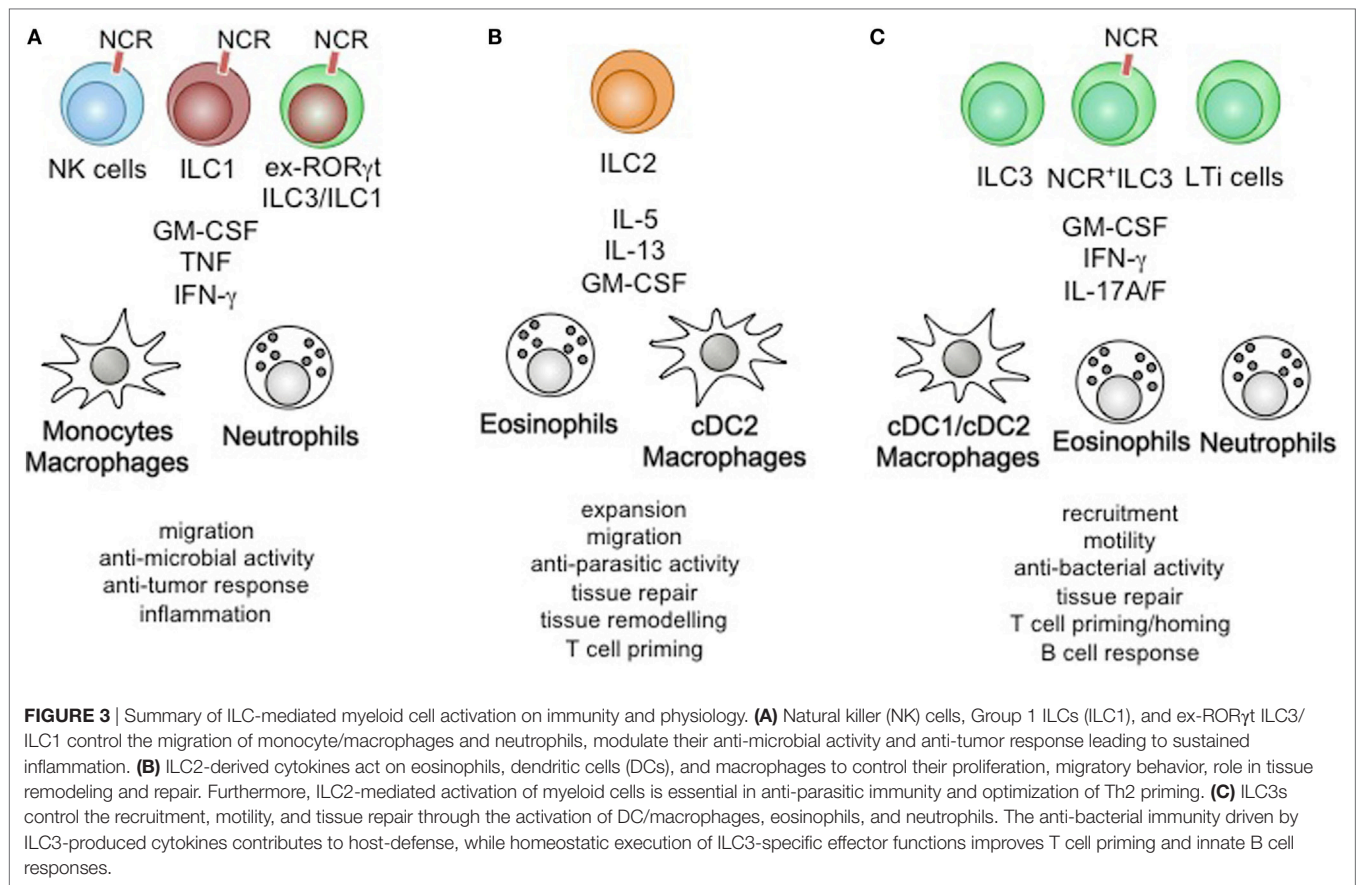 A
NCR
NCR
NCR
NK cells
ILC1
ex-RORγt
ILC3/ILC1
GM-CSF
TNF
IFN-γ
Monocytes
Macrophages
Neutrophils
migration
anti-microbial activity
anti-tumor response
inflammation
B
ILC2
IL-5
IL-13
GM-CSF
Eosinophils
cDC2
Macrophages
expansion
migration
anti-parasitic activity
tissue repair
tissue remodelling
T cell priming
C
NCR
ILC3
NCR⁺ILC3
LTi cells
GM-CSF
IFN-γ
IL-17A/F
cDC1/cDC2
Macrophages
Eosinophils
Neutrophils
recruitment
motility
anti-bacterial activity
tissue repair
T cell priming/homing
B cell response
FIGURE 3 | Summary of ILC-mediated myeloid cell activation on immunity and physiology. (A) Natural killer (NK) cells, Group 1 ILCs (ILC1), and ex-RORγt ILC3/
ILC1 control the migration of monocyte/macrophages and neutrophils, modulate their anti-microbial activity and anti-tumor response leading to sustained
inflammation. (B) ILC2-derived cytokines act on eosinophils, dendritic cells (DCs), and macrophages to control their proliferation, migratory behavior, role in tissue
remodeling and repair. Furthermore, ILC2-mediated activation of myeloid cells is essential in anti-parasitic immunity and optimization of Th2 priming. (C) ILC3s
control the recruitment, motility, and tissue repair through the activation of DC/macrophages, eosinophils, and neutrophils. The anti-bacterial immunity driven by
ILC3-produced cytokines contributes to host-defense, while homeostatic execution of ILC3-specific effector functions improves T cell priming and innate B cell
responses.